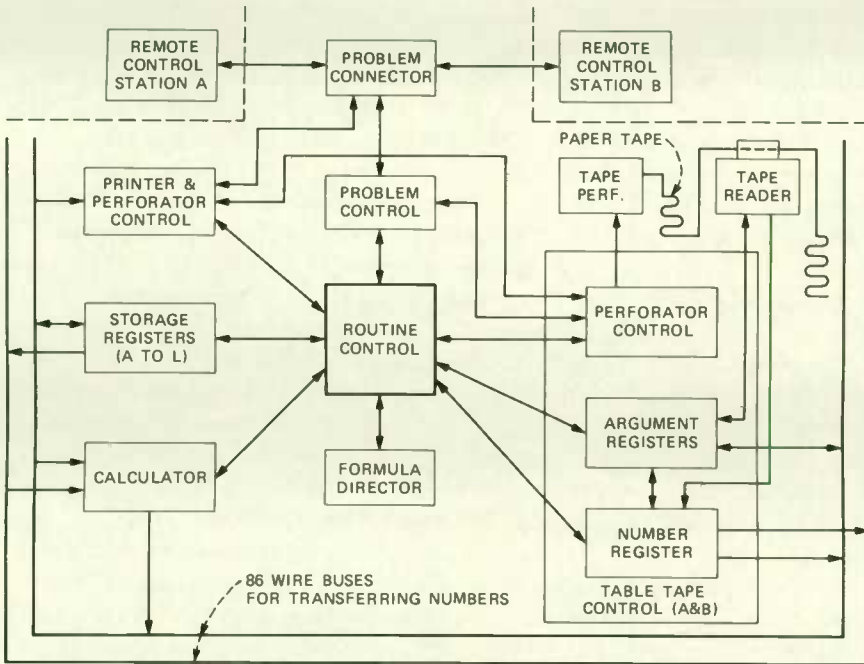 REMOTE
CONTROL
STATION A
PROBLEM
CONNECTOR
REMOTE
CONTROL
STATION B
PAPER TAPE
PRINTER &
PERFORATOR
CONTROL
PROBLEM
CONTROL
TAPE
PERF.
TAPE
READER
STORAGE
REGISTERS
(A TO L)
ROUTINE
CONTROL
PERFORATOR
CONTROL
CALCULATOR
FORMULA
DIRECTOR
ARGUMENT
REGISTERS
NUMBER
REGISTER
TABLE TAPE
CONTROL (A&B)
86 WIRE BUSES
FOR TRANSFERRING NUMBERS